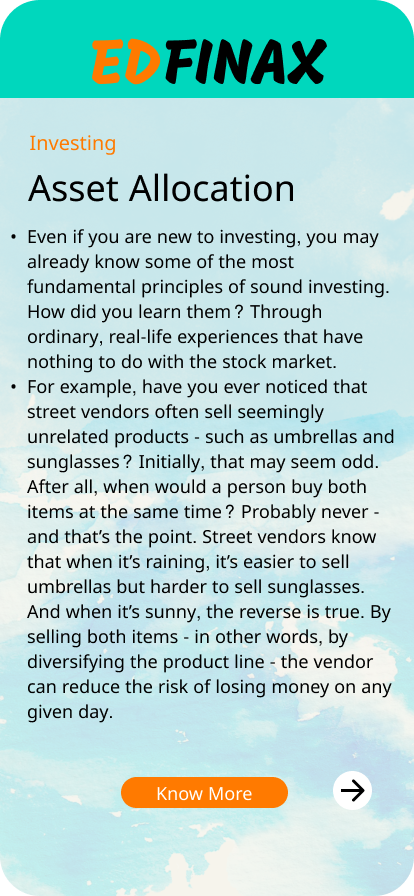 EDFINAX
Investing
Asset Allocation
• Even if you are new to investing, you may
already know some of the most
fundamental principles of sound investing.
How did you learn them? Through
ordinary, real-life experiences that have
nothing to do with the stock market.
• For example, have you ever noticed that
street vendors often sell seemingly
unrelated products - such as umbrellas and
sunglasses? Initially, that may seem odd.
After all, when would a person buy both
items at the same time? Probably never -
and that's the point. Street vendors know
that when it's raining, it's easier to sell
umbrellas but harder to sell sunglasses.
And when it's sunny, the reverse is true. By
selling both items - in other words, by
diversifying the product line - the vendor
can reduce the risk of losing money on any
given day.
Know More